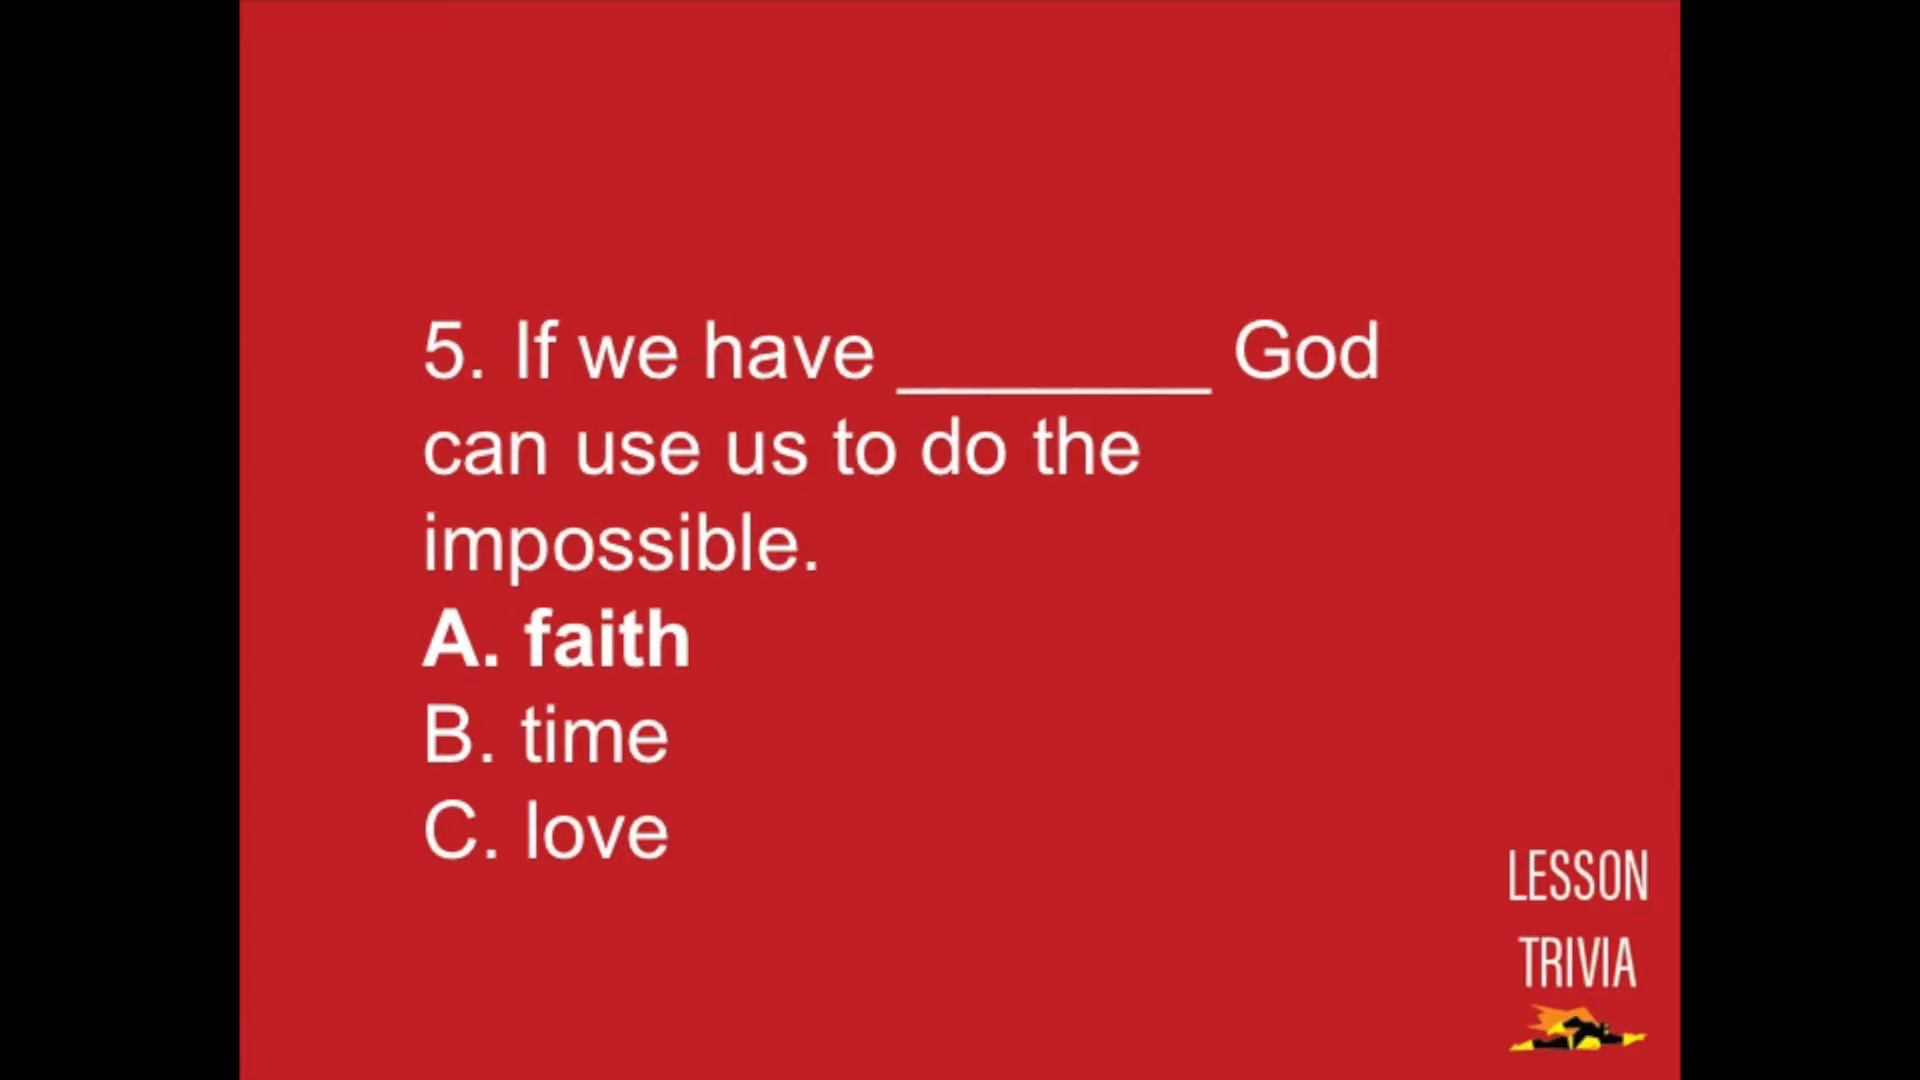 5. If we have ________ God
can use us to do the
impossible.
A. faith
B. time
C. love
LESSON
TRIVIA